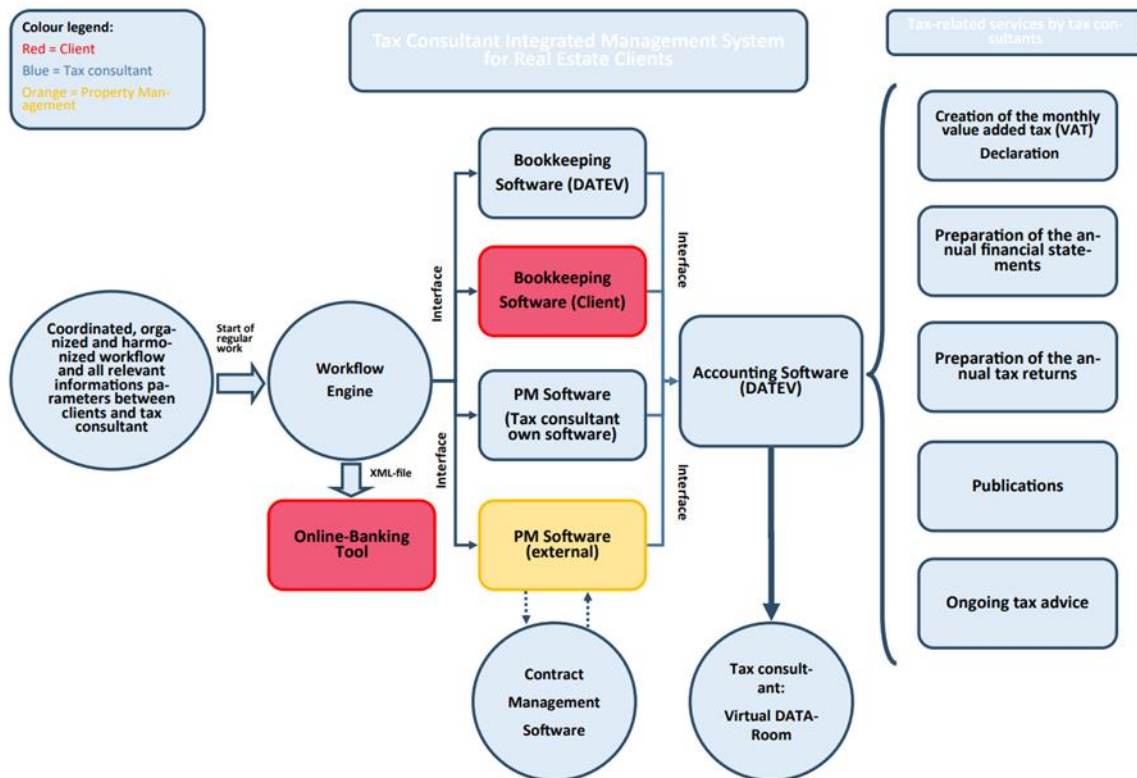 Colour legend:
Red = Client
Blue = Tax consultant
Orange = Property Man-
agement
Tax Consultant Integrated Management System
for Real Estate Clients
Tax-related services by tax con-
sultants
Coordinated, orga-
nized and harmo-
nized workflow
and all relevant
informations pa-
rameters between
clients and tax
consultant
Start of
regular
work
Workflow
Engine
XML-file
Online-Banking
Tool
Interface
Interface
Bookkeeping
Software (DATEV)
Bookkeeping
Software (Client)
PM Software
(Tax consultant
own software)
PM Software
(external)
Contract
Management
Software
Interface
Interface
Accounting Software
(DATEV)
Tax consult-
ant:
Virtual DATA-
Room
Creation of the monthly
value added tax (VAT)
Declaration
Preparation of the an-
nual financial state-
ments
Preparation of the an-
nual tax returns
Publications
Ongoing tax advice